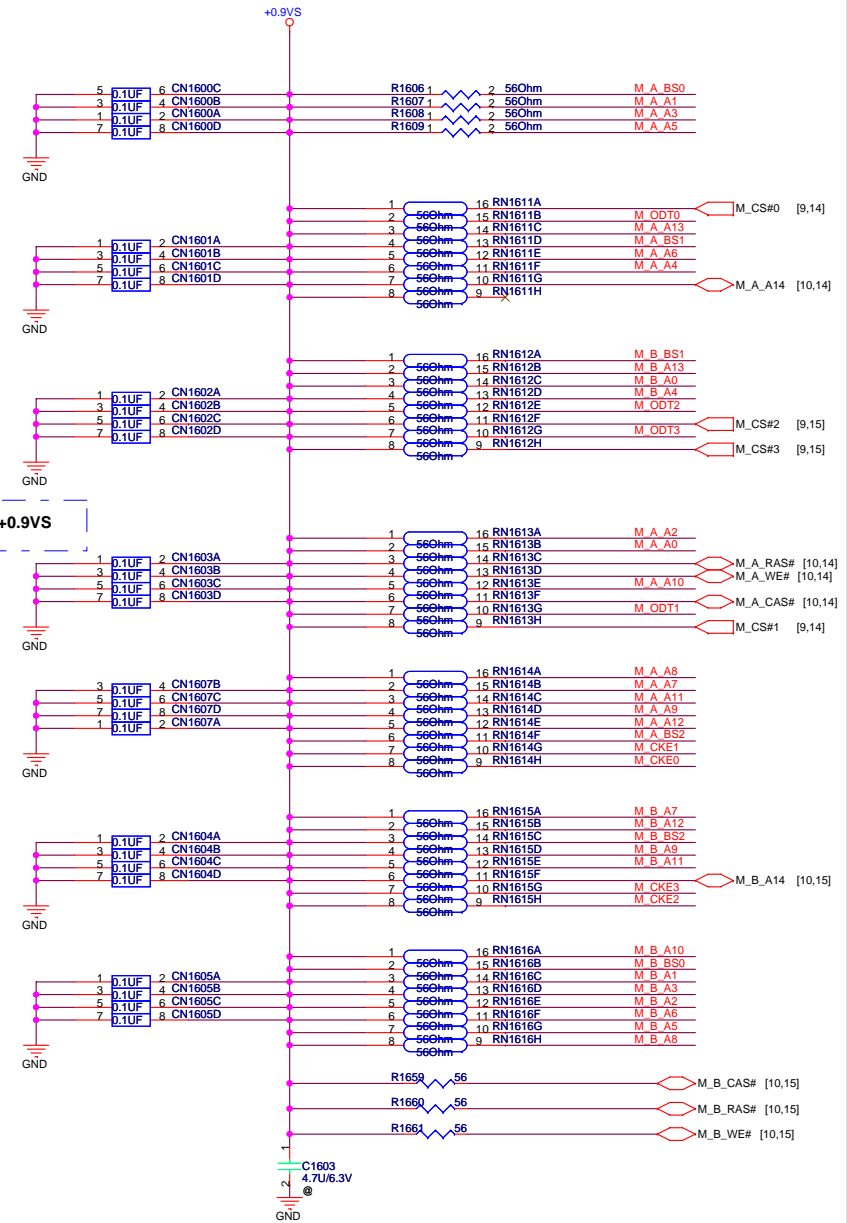 +0.9VS
5 0.1UF 6 CN1600C R1606 1 2 56Ohm M_A_BS0
3 0.1UF 4 CN1600B R1607 1 2 56Ohm M_A_A1
1 0.1UF 2 CN1600A R1608 1 2 56Ohm M_A_A3
7 0.1UF 8 CN1600D R1609 1 2 56Ohm M_A_A5
GND
1 56Ohm 16 RN1611A M_CS#0 [9,14]
2 56Ohm 15 RN1611B M_ODT0
3 56Ohm 14 RN1611C M_A_A13
1 0.1UF 2 CN1601A 4 56Ohm 13 RN1611D M_A_BS1
3 0.1UF 4 CN1601B 5 56Ohm 12 RN1611E M_A_A6
5 0.1UF 6 CN1601C 6 56Ohm 11 RN1611F M_A_A4
7 0.1UF 8 CN1601D 7 56Ohm 10 RN1611G M_A_A14 [10,14]
8 56Ohm 9 RN1611H
GND
1 56Ohm 16 RN1612A M_B_BS1
2 56Ohm 15 RN1612B M_B_A13
3 56Ohm 14 RN1612C M_B_A0
1 0.1UF 2 CN1602A 4 56Ohm 13 RN1612D M_B_A4
3 0.1UF 4 CN1602B 5 56Ohm 12 RN1612E M_ODT2
5 0.1UF 6 CN1602C 6 56Ohm 11 RN1612F M_CS#2 [9,15]
7 0.1UF 8 CN1602D 7 56Ohm 10 RN1612G M_ODT3
8 56Ohm 9 RN1612H M_CS#3 [9,15]
GND
+0.9VS
1 56Ohm 16 RN1613A M_A_A2
2 56Ohm 15 RN1613B M_A_A0
1 0.1UF 2 CN1603A 3 56Ohm 14 RN1613C M_A_RAS# [10,14]
3 0.1UF 4 CN1603B 4 56Ohm 13 RN1613D M_A_WE# [10,14]
5 0.1UF 6 CN1603C 5 56Ohm 12 RN1613E M_A_A10
7 0.1UF 8 CN1603D 6 56Ohm 11 RN1613F M_A_CAS# [10,14]
7 56Ohm 10 RN1613G M_ODT1
8 56Ohm 9 RN1613H M_CS#1 [9,14]
GND
1 56Ohm 16 RN1614A M_A_A8
3 0.1UF 4 CN1607B 2 56Ohm 15 RN1614B M_A_A7
5 0.1UF 6 CN1607C 3 56Ohm 14 RN1614C M_A_A11
7 0.1UF 8 CN1607D 4 56Ohm 13 RN1614D M_A_A9
1 0.1UF 2 CN1607A 5 56Ohm 12 RN1614E M_A_A12
6 56Ohm 11 RN1614F M_A_BS2
7 56Ohm 10 RN1614G M_CKE1
8 56Ohm 9 RN1614H M_CKE0
GND
1 56Ohm 16 RN1615A M_B_A7
2 56Ohm 15 RN1615B M_B_A12
1 0.1UF 2 CN1604A 3 56Ohm 14 RN1615C M_B_BS2
3 0.1UF 4 CN1604B 4 56Ohm 13 RN1615D M_B_A9
5 0.1UF 6 CN1604C 5 56Ohm 12 RN1615E M_B_A11
7 0.1UF 8 CN1604D 6 56Ohm 11 RN1615F M_B_A14 [10,15]
7 56Ohm 10 RN1615G M_CKE3
8 56Ohm 9 RN1615H M_CKE2
GND
1 56Ohm 16 RN1616A M_B_A10
2 56Ohm 15 RN1616B M_B_BS0
1 0.1UF 2 CN1605A 3 56Ohm 14 RN1616C M_B_A1
3 0.1UF 4 CN1605B 4 56Ohm 13 RN1616D M_B_A3
5 0.1UF 6 CN1605C 5 56Ohm 12 RN1616E M_B_A2
7 0.1UF 8 CN1605D 6 56Ohm 11 RN1616F M_B_A6
7 56Ohm 10 RN1616G M_B_A5
8 56Ohm 9 RN1616H M_B_A8
GND
R1659 56 M_B_CAS# [10,15]
R1660 56 M_B_RAS# [10,15]
R1661 56 M_B_WE# [10,15]
1
C1603
4.7U/6.3V
2
@
GND